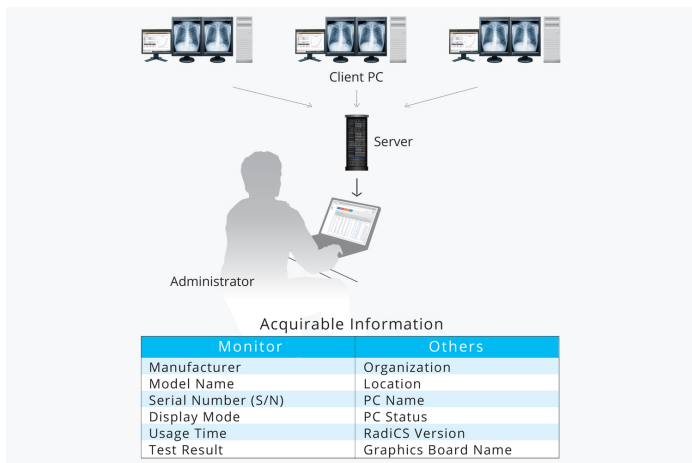 Client PC
Server
Administrator
Acquirable Information
Monitor Others
Manufacturer Organization
Model Name Location
Serial Number (S/N) PC Name
Display Mode PC Status
Usage Time RadiCS Version
Test Result Graphics Board Name